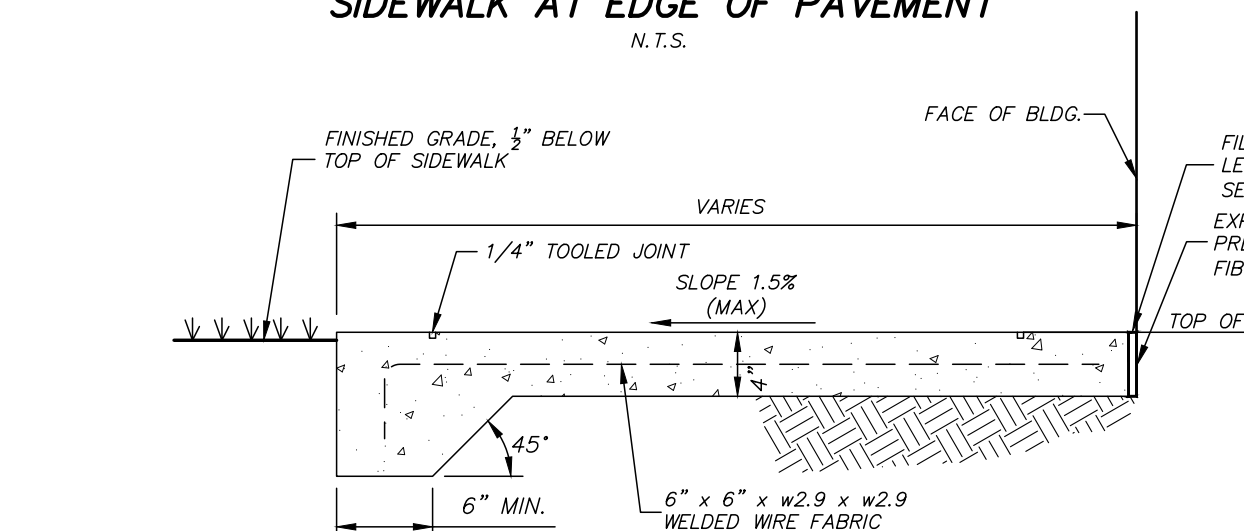 SIDEWALK AT EDGE OF PAVEMENT
N.T.S.
FACE OF BLDG.
FINISHED GRADE, 1/2" BELOW
TOP OF SIDEWALK
VARIES
1/4" TOOLED JOINT
SLOPE 1.5%
(MAX)
TOP OF
4"
45°
6" MIN.
6" x 6" x w2.9 x w2.9
WELDED WIRE FABRIC